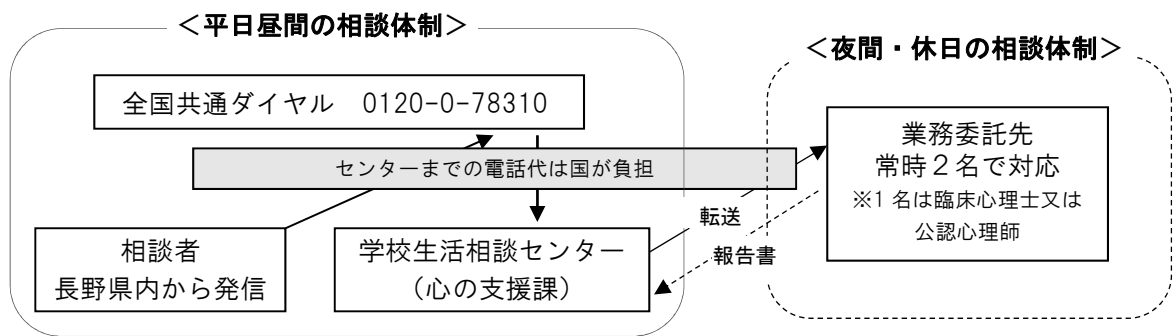 ＜平日昼間の相談体制＞
＜夜間・休日の相談体制＞
全国共通ダイヤル　0120-0-78310
センターまでの電話代は国が負担
相談者
長野県内から発信
学校生活相談センター
（心の支援課）
転送
報告書
業務委託先
常時２名で対応
※1 名は臨床心理士又は
公認心理師